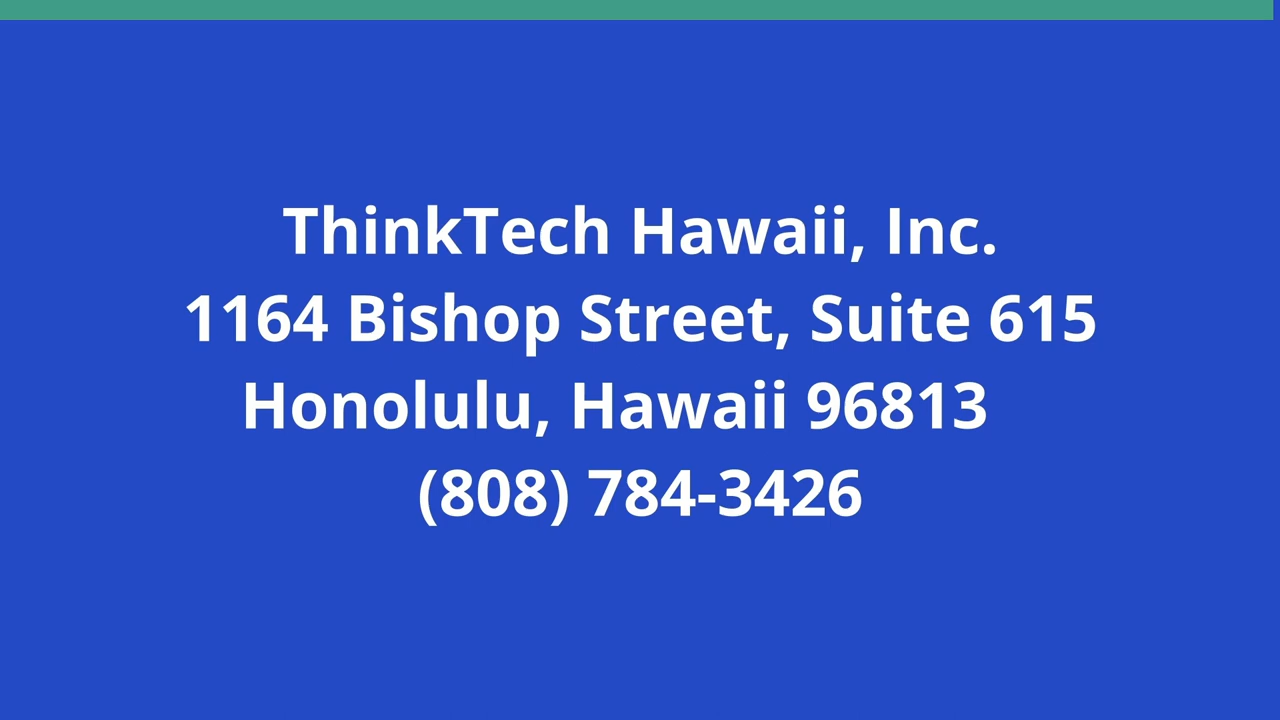 ThinkTech Hawaii, Inc.
1164 Bishop Street, Suite 615
Honolulu, Hawaii 96813
(808) 784-3426